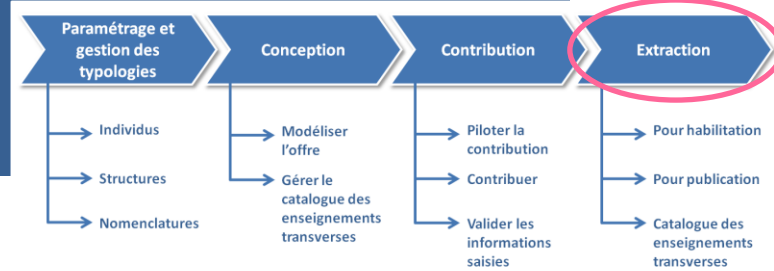 Paramétrage et
gestion des
typologies
Conception
Contribution
Extraction
Individus
Structures
Nomenclatures
Modéliser
l'offre
Gérer le
catalogue des
enseignements
transverses
Piloter la
contribution
Contribuer
Valider les
informations
saisies
Pour habilitation
Pour publication
Catalogue des
enseignements
transverses